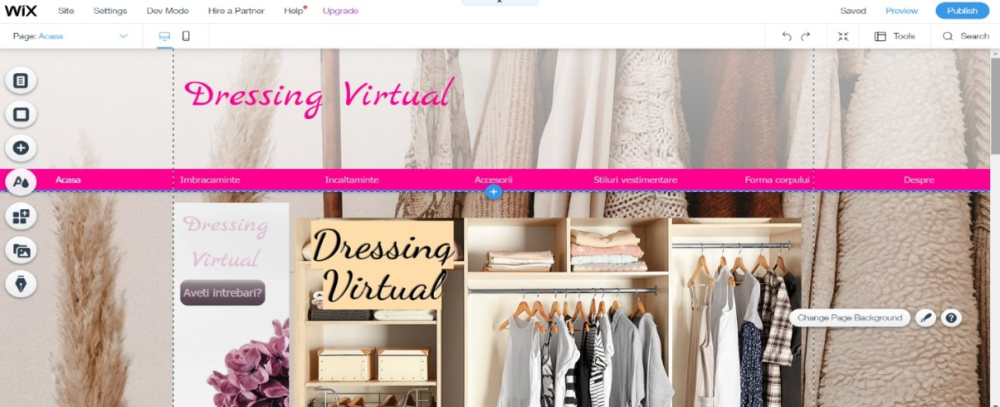 WiX Site Settings Dev Mode Hire a Partner Help Upgrade Saved Preview Publish
Page: Acasa Tools Search
Dressing Virtual
Acasa Imbracaminte Incaltaminte Accesorii Stiluri vestimentare Forma corpului Despre
Dressing
Virtual
Aveti intrebari?
Dressing
Virtual
Change Page Background